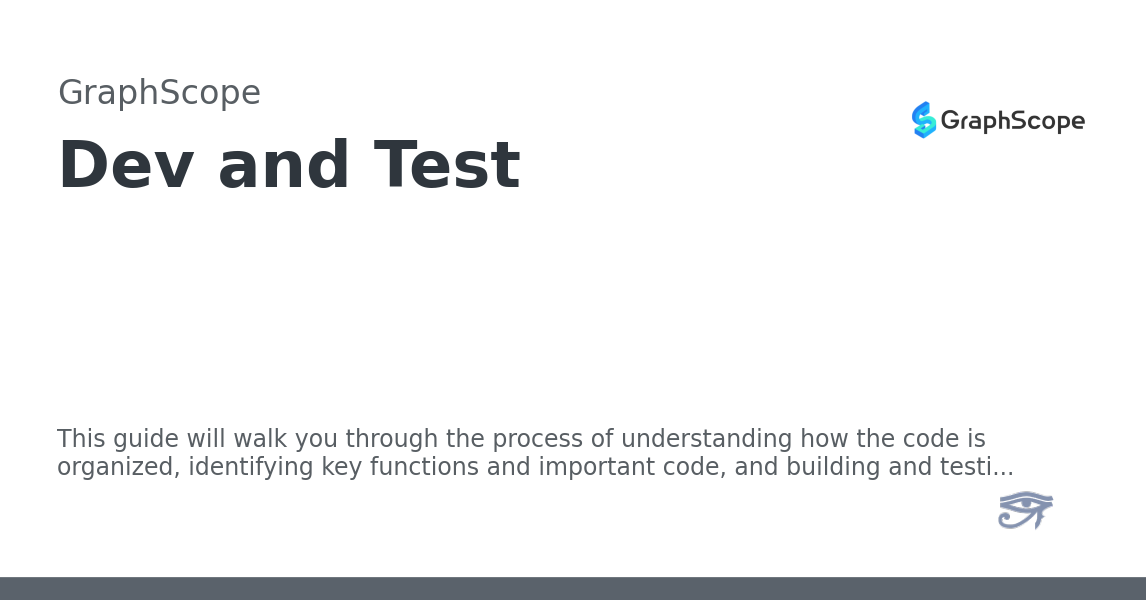 GraphScope
GraphScope
Dev and Test
This guide will walk you through the process of understanding how the code is
organized, identifying key functions and important code, and building and testi...